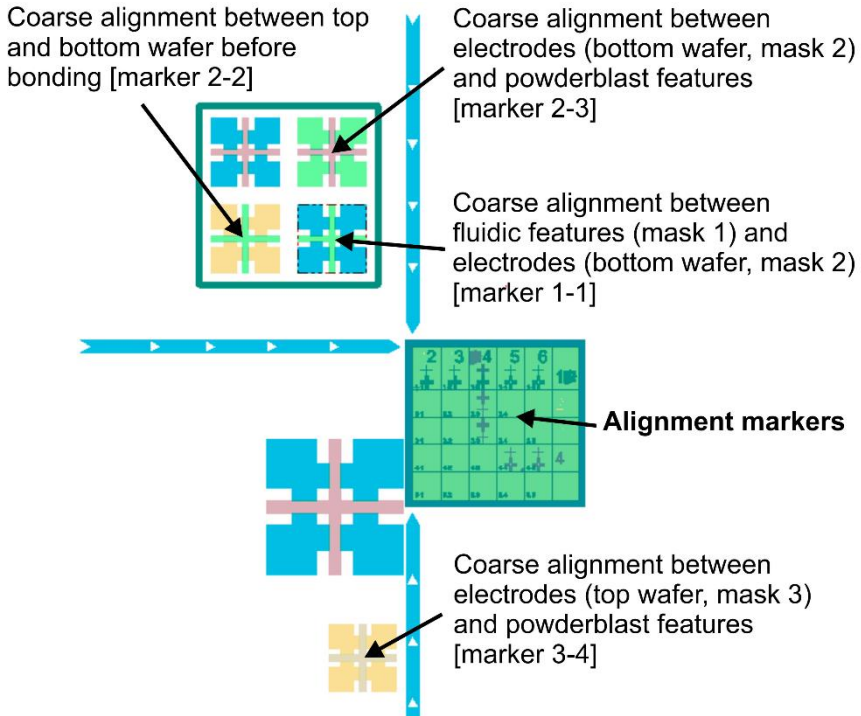 Coarse alignment between top
and bottom wafer before
bonding [marker 2-2]
Coarse alignment between
electrodes (bottom wafer, mask 2)
and powderblast features
[marker 2-3]
Coarse alignment between
fluidic features (mask 1) and
electrodes (bottom wafer, mask 2)
[marker 1-1]
2 3 4 5 6
1
Alignment markers
4
Coarse alignment between
electrodes (top wafer, mask 3)
and powderblast features
[marker 3-4]